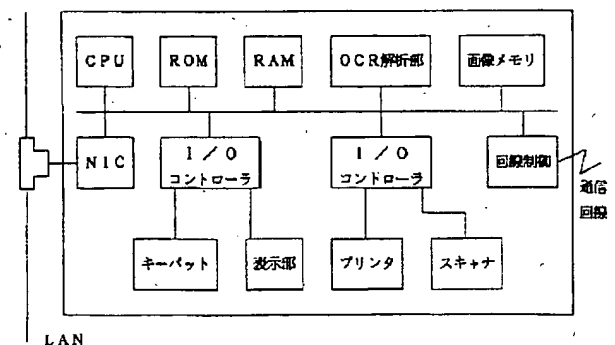 CPU
ROM
RAM
OCR解析部
画像メモリ
NIC
I/O
コントローラ
I/O
コントローラ
回線制御
通信
回線
キーパット
表示部
プリンタ
スキャナ
LAN